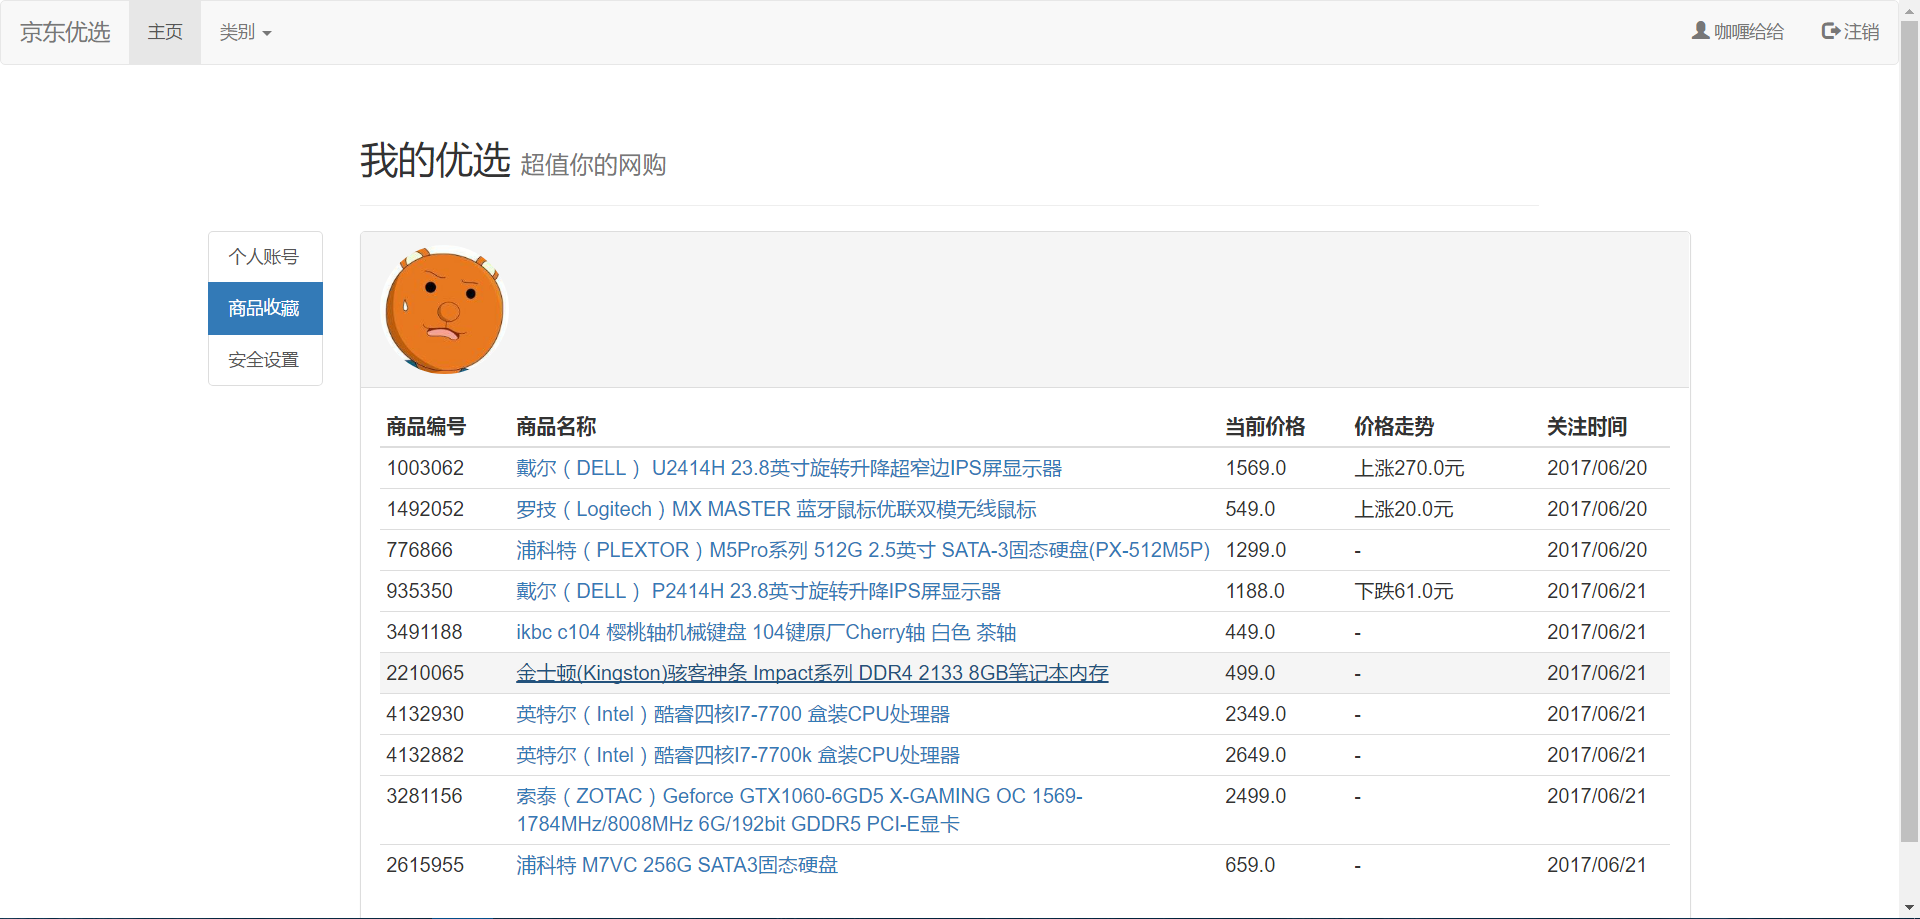 京东优选 主页 类别 咖喱给给 注销
我的优选 超值你的网购
个人账号
商品收藏
安全设置
商品编号 商品名称 当前价格 价格走势 关注时间
1003062 戴尔（DELL） U2414H 23.8英寸旋转升降超窄边IPS屏显示器 1569.0 上涨270.0元 2017/06/20
1492052 罗技（Logitech）MX MASTER 蓝牙鼠标优联双模无线鼠标 549.0 上涨20.0元 2017/06/20
776866 浦科特（PLEXTOR）M5Pro系列 512G 2.5英寸 SATA-3固态硬盘(PX-512M5P) 1299.0 - 2017/06/20
935350 戴尔（DELL） P2414H 23.8英寸旋转升降IPS屏显示器 1188.0 下跌61.0元 2017/06/21
3491188 ikbc c104 樱桃轴机械键盘 104键原厂Cherry轴 白色 茶轴 449.0 - 2017/06/21
2210065 金士顿(Kingston)骇客神条 Impact系列 DDR4 2133 8GB笔记本内存 499.0 - 2017/06/21
4132930 英特尔（Intel）酷睿四核I7-7700 盒装CPU处理器 2349.0 - 2017/06/21
4132882 英特尔（Intel）酷睿四核I7-7700k 盒装CPU处理器 2649.0 - 2017/06/21
3281156 索泰（ZOTAC）Geforce GTX1060-6GD5 X-GAMING OC 1569- 2499.0 - 2017/06/21
1784MHz/8008MHz 6G/192bit GDDR5 PCI-E显卡
2615955 浦科特 M7VC 256G SATA3固态硬盘 659.0 - 2017/06/21